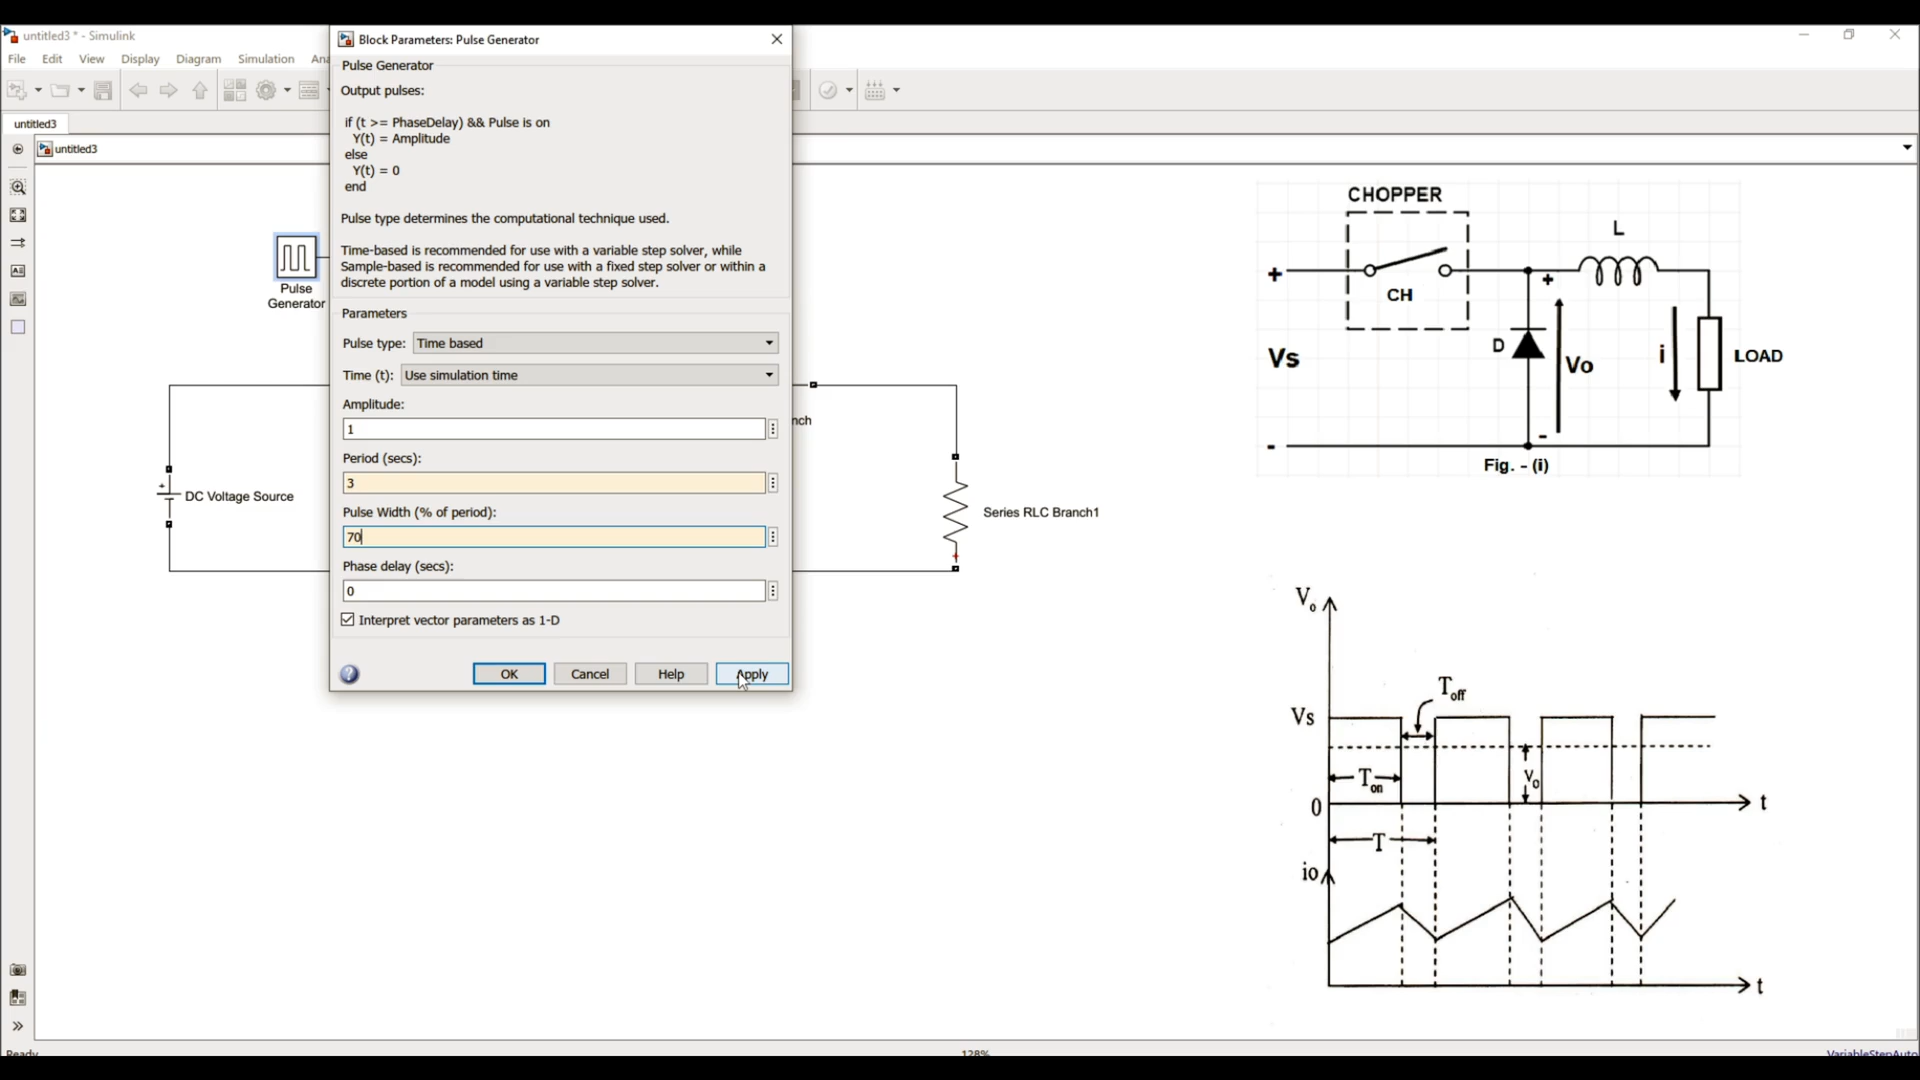 untitled3 * - Simulink
File Edit View Display Diagram Simulation Ana
untitled3
untitled3
Pulse
Generator
DC Voltage Source
Block Parameters: Pulse Generator
Pulse Generator
Output pulses:
if (t >= PhaseDelay) && Pulse is on
Y(t) = Amplitude
else
Y(t) = 0
end
Pulse type determines the computational technique used.
Time-based is recommended for use with a variable step solver, while
Sample-based is recommended for use with a fixed step solver or within a
discrete portion of a model using a variable step solver.
Parameters
Pulse type: Time based
Time (t): Use simulation time
Amplitude:
1
Period (secs):
3
Pulse Width (% of period):
70
Phase delay (secs):
0
Interpret vector parameters as 1-D
OK Cancel Help Apply
nch
Series RLC Branch1
CHOPPER
L
+
+
CH
D
Vs
Vo
i
LOAD
-
-
Fig. - (i)
Vo
Toff
Vs
Ton
Vo
0
t
T
io
t
Ready
128%
VariableStepAuto